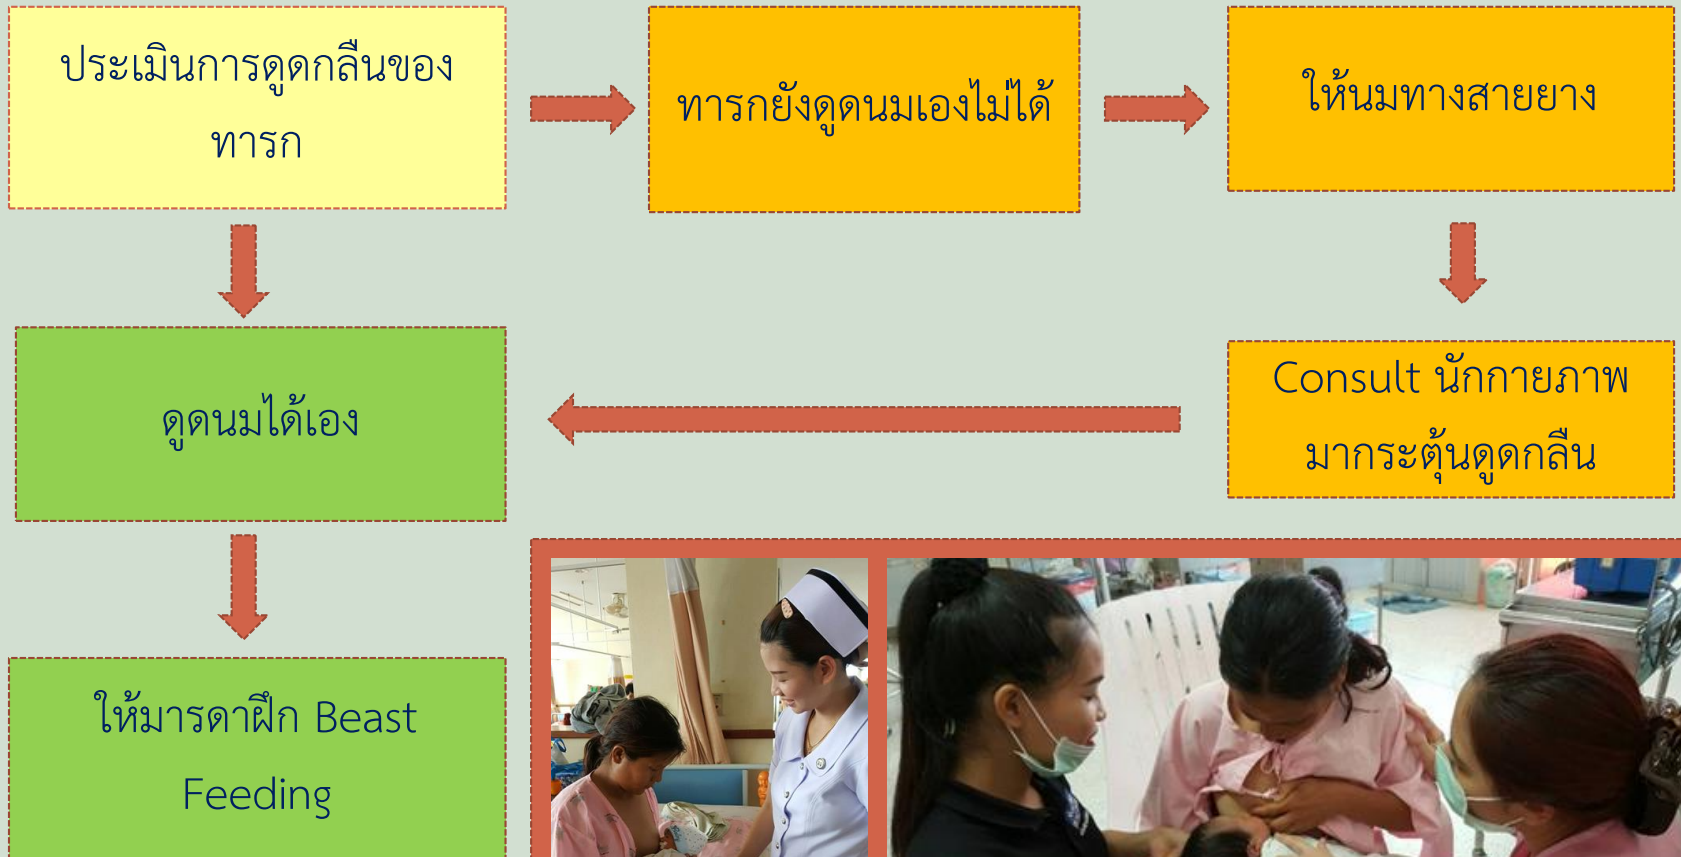 ประเมินการดูดกลืนของ
ทารก
ทารกยังดูดนมเองไม่ได้
ให้นมทางสายยาง
ดูดนมได้เอง
Consult นักกายภาพ
มากระตุ้นดูดกลืน
ให้มารดาฝึก Beast
Feeding